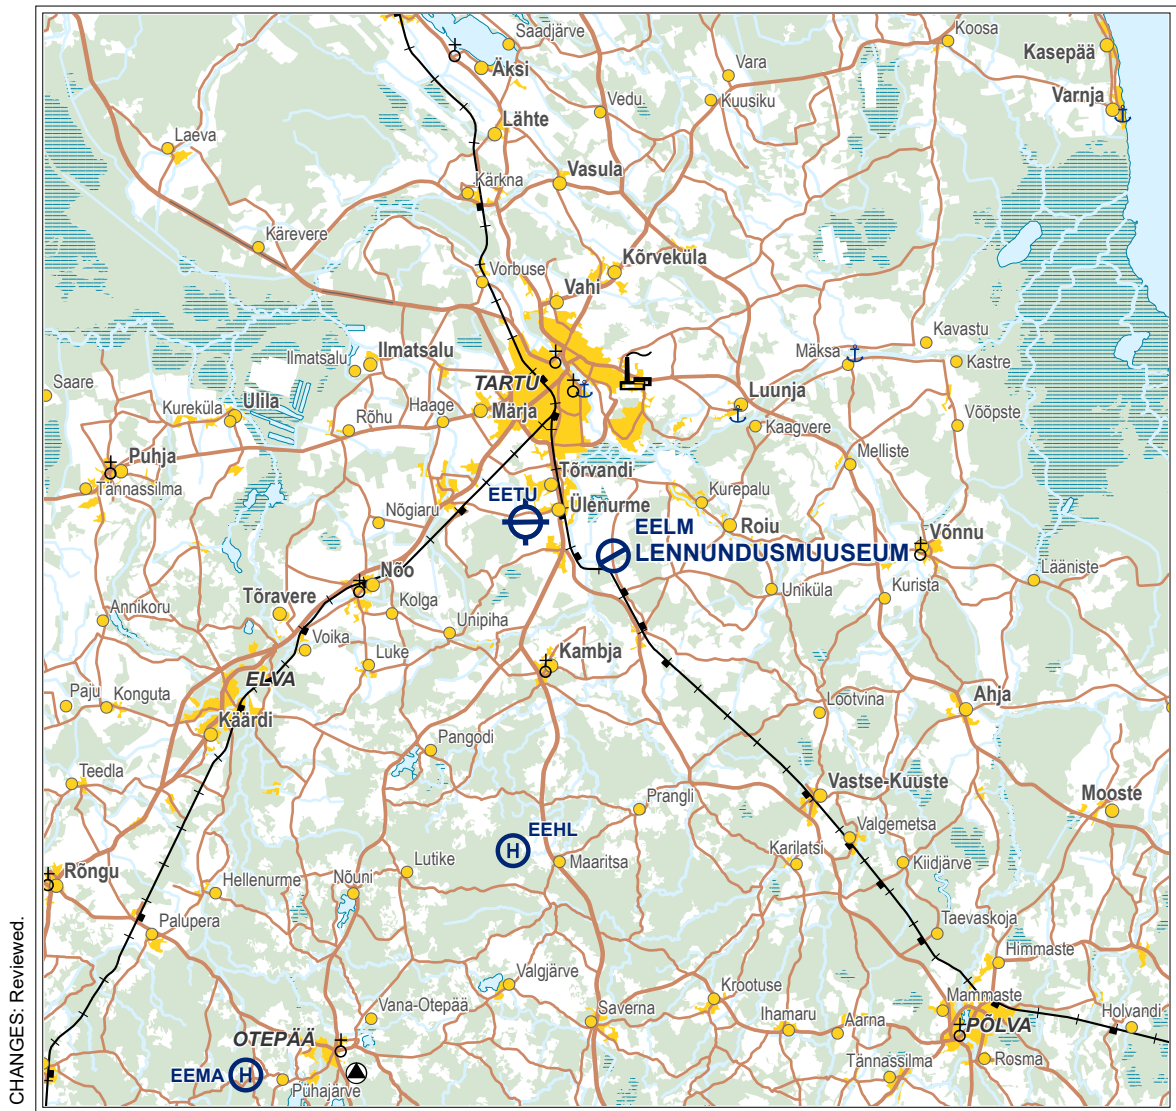 Saadjärve
Koosa
Kasepää
Äksi
Vara
Kuusiku
Varnja
Vedu
Lähte
Laeva
Vasula
Kärkna
Kärevere
Kõrveküla
Vorbuse
Vahi
Kavastu
Mäksa
Kastre
Ilmatsalu
Ilmatsalu
Saare
TARTU
Luunja
Ulila
Kureküla
Haage
Märja
Rõhu
Kaagvere
Vööpste
Puhja
Melliste
Tännassilma
Tõrvandi
EETU
Kurepalu
Ülenurme
Nõgiaru
Roiu
EELM
LENNUNDUSMUUSEUM
Võnnu
Lääniste
Nõo
Uniküla
Kurista
Tõravere
Kolga
Annikoru
Unipiha
Voika
Luke
Kambja
ELVA
Paju
Konguta
Lootvina
Ahja
Käärdi
Pangodi
Teedla
Vastse-Kuuste
Prangli
Mooste
EEHL
Valgemetsa
Karilatsi
Kiidjärve
Maaritsa
Rõngu
Lutike
Hellenurme
Nõuni
Palupera
Taevaskoja
Himmaste
Valgjärve
Krootuse
Vana-Otepää
Saverna
Mammaste
Ihamaru
Aarna
PÕLVA
Holvandi
OTEPÄÄ
Rosma
EEMA
H
H
Pühajärve
Tännassilma
CHANGES: Reviewed.